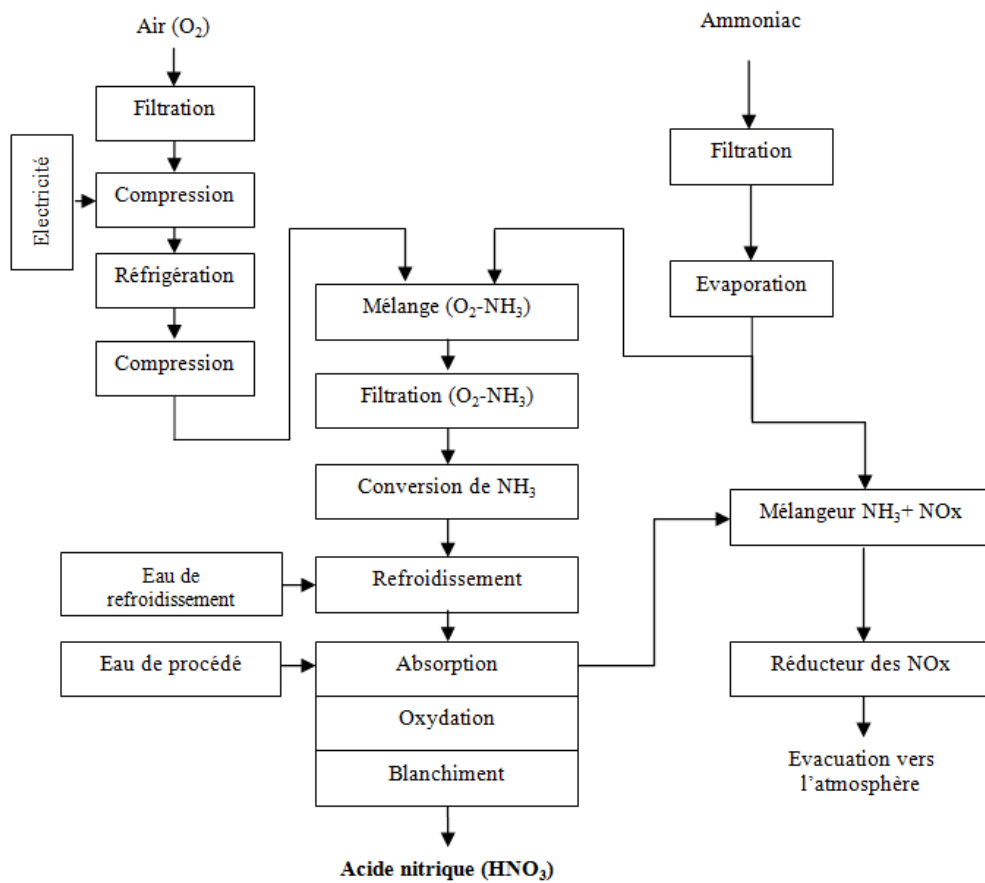 Air (O₂)
Filtration
Electricité
Compression
Réfrigération
Compression
Ammoniac
Filtration
Evaporation
Mélange (O₂-NH₃)
Filtration (O₂-NH₃)
Conversion de NH₃
Eau de
refroidissement
Refroidissement
Eau de procédé
Absorption
Oxydation
Blanchiment
Acide nitrique (HNO₃)
Mélangeur NH₃+ NOx
Réducteur des NOx
Evacuation vers
l’atmosphère